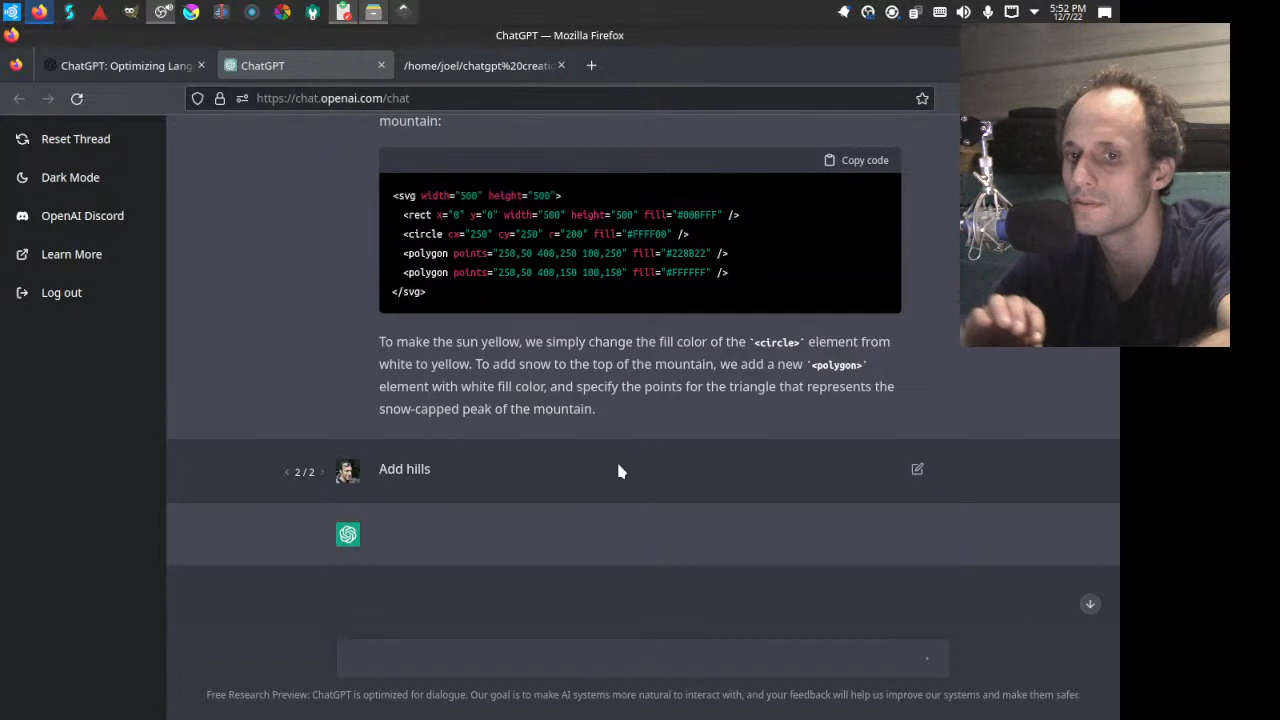 5:52 PM
12/7/22
ChatGPT — Mozilla Firefox
ChatGPT: Optimizing Lang
ChatGPT
/home/joel/chatgpt%20creatio
https://chat.openai.com/chat
Reset Thread
Dark Mode
OpenAI Discord
Learn More
Log out
mountain:
Copy code
<svg width="500" height="500">
<rect x="0" y="0" width="500" height="500" fill="#00BFFF" />
<circle cx="250" cy="250" r="200" fill="#FFFF00" />
<polygon points="250,50 400,250 100,250" fill="#228B22" />
<polygon points="250,50 400,150 100,150" fill="#FFFFFF" />
</svg>
To make the sun yellow, we simply change the fill color of the `<circle>` element from
white to yellow. To add snow to the top of the mountain, we add a new `<polygon>`
element with white fill color, and specify the points for the triangle that represents the
snow-capped peak of the mountain.
< 2 / 2 >
Add hills
Free Research Preview: ChatGPT is optimized for dialogue. Our goal is to make AI systems more natural to interact with, and your feedback will help us improve our systems and make them safer.